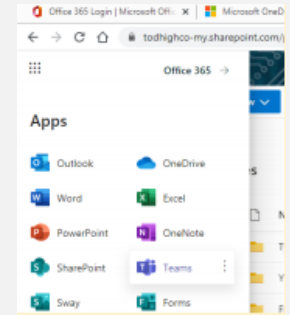 Office 365 Login | Microsoft Offi
Microsoft OneD
todhighco-my.sharepoint.com/
Office 365 →
Apps
Outlook
OneDrive
Word
Excel
PowerPoint
OneNote
SharePoint
Teams
Sway
Forms